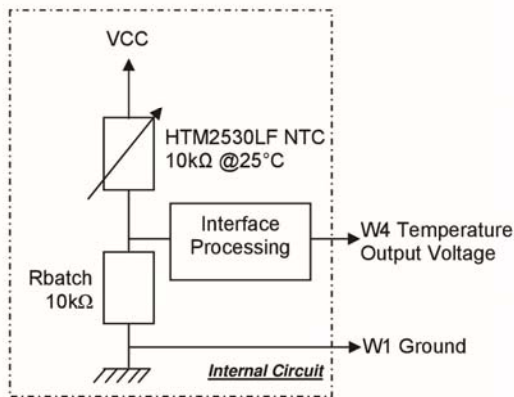 VCC
HTM2530LF NTC
10kΩ @25°C
Interface
Processing
W4 Temperature
Output Voltage
Rbatch
10kΩ
W1 Ground
Internal Circuit